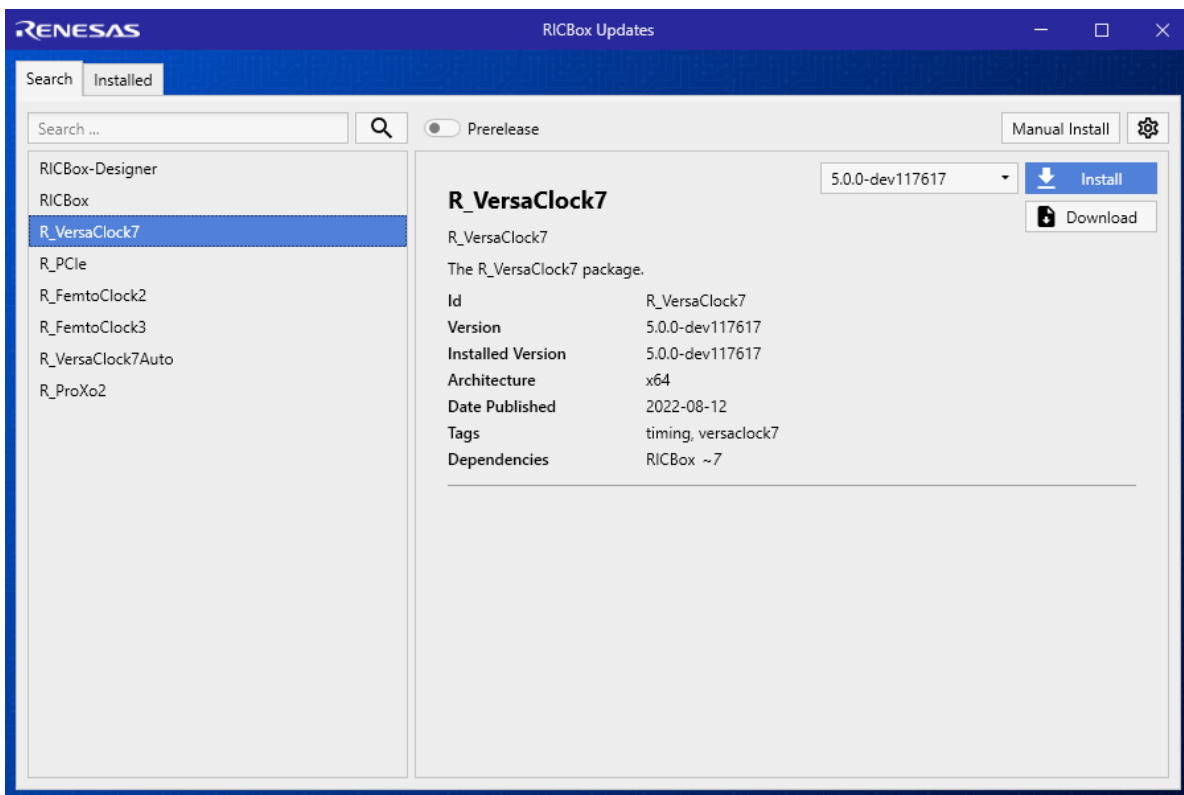 RENESAS
RICBox Updates
Search
Installed
Search ...
Prerelease
Manual Install
RICBox-Designer
RICBox
R_VersaClock7
R_PCIe
R_FemtoClock2
R_FemtoClock3
R_VersaClock7Auto
R_ProXo2
R_VersaClock7
5.0.0-dev117617
Install
Download
R_VersaClock7
The R_VersaClock7 package.
Id R_VersaClock7
Version 5.0.0-dev117617
Installed Version 5.0.0-dev117617
Architecture x64
Date Published 2022-08-12
Tags timing, versaclock7
Dependencies RICBox ~7